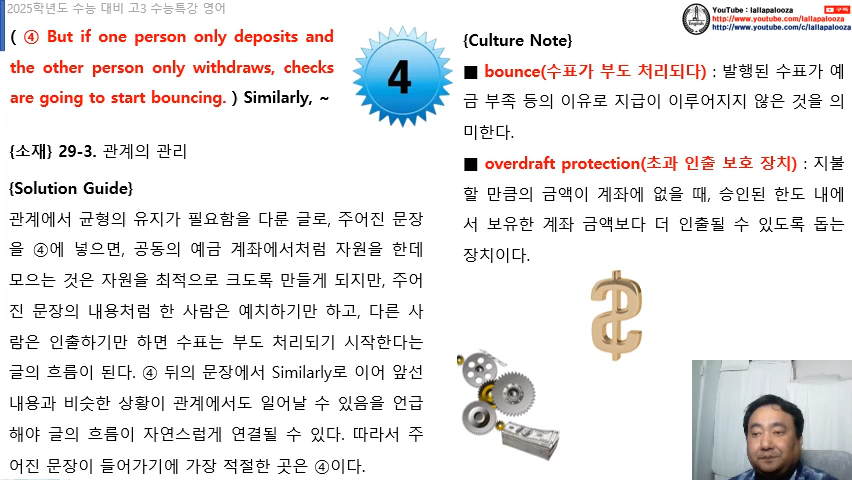 2025학년도 수능 대비 고3 수능특강 영어
YouTube : lallapalooza
구독
http://www.youtube.com/lallapalooza
http://www.youtube.com/c/lallapalooza
English
( ④ But if one person only deposits and
the other person only withdraws, checks
are going to start bouncing. ) Similarly, ~
4
{소재} 29-3. 관계의 관리
{Solution Guide}
관계에서 균형의 유지가 필요함을 다룬 글로, 주어진 문장
을 ④에 넣으면, 공동의 예금 계좌에서처럼 자원을 한데
모으는 것은 자원을 최적으로 크도록 만들게 되지만, 주어
진 문장의 내용처럼 한 사람은 예치하기만 하고, 다른 사
람은 인출하기만 하면 수표는 부도 처리되기 시작한다는
글의 흐름이 된다. ④ 뒤의 문장에서 Similarly로 이어 앞선
내용과 비슷한 상황이 관계에서도 일어날 수 있음을 언급
해야 글의 흐름이 자연스럽게 연결될 수 있다. 따라서 주
어진 문장이 들어가기에 가장 적절한 곳은 ④이다.
{Culture Note}
■ bounce(수표가 부도 처리되다) : 발행된 수표가 예
금 부족 등의 이유로 지급이 이루어지지 않은 것을 의
미한다.
■ overdraft protection(초과 인출 보호 장치) : 지불
할 만큼의 금액이 계좌에 없을 때, 승인된 한도 내에
서 보유한 계좌 금액보다 더 인출될 수 있도록 돕는
장치이다.